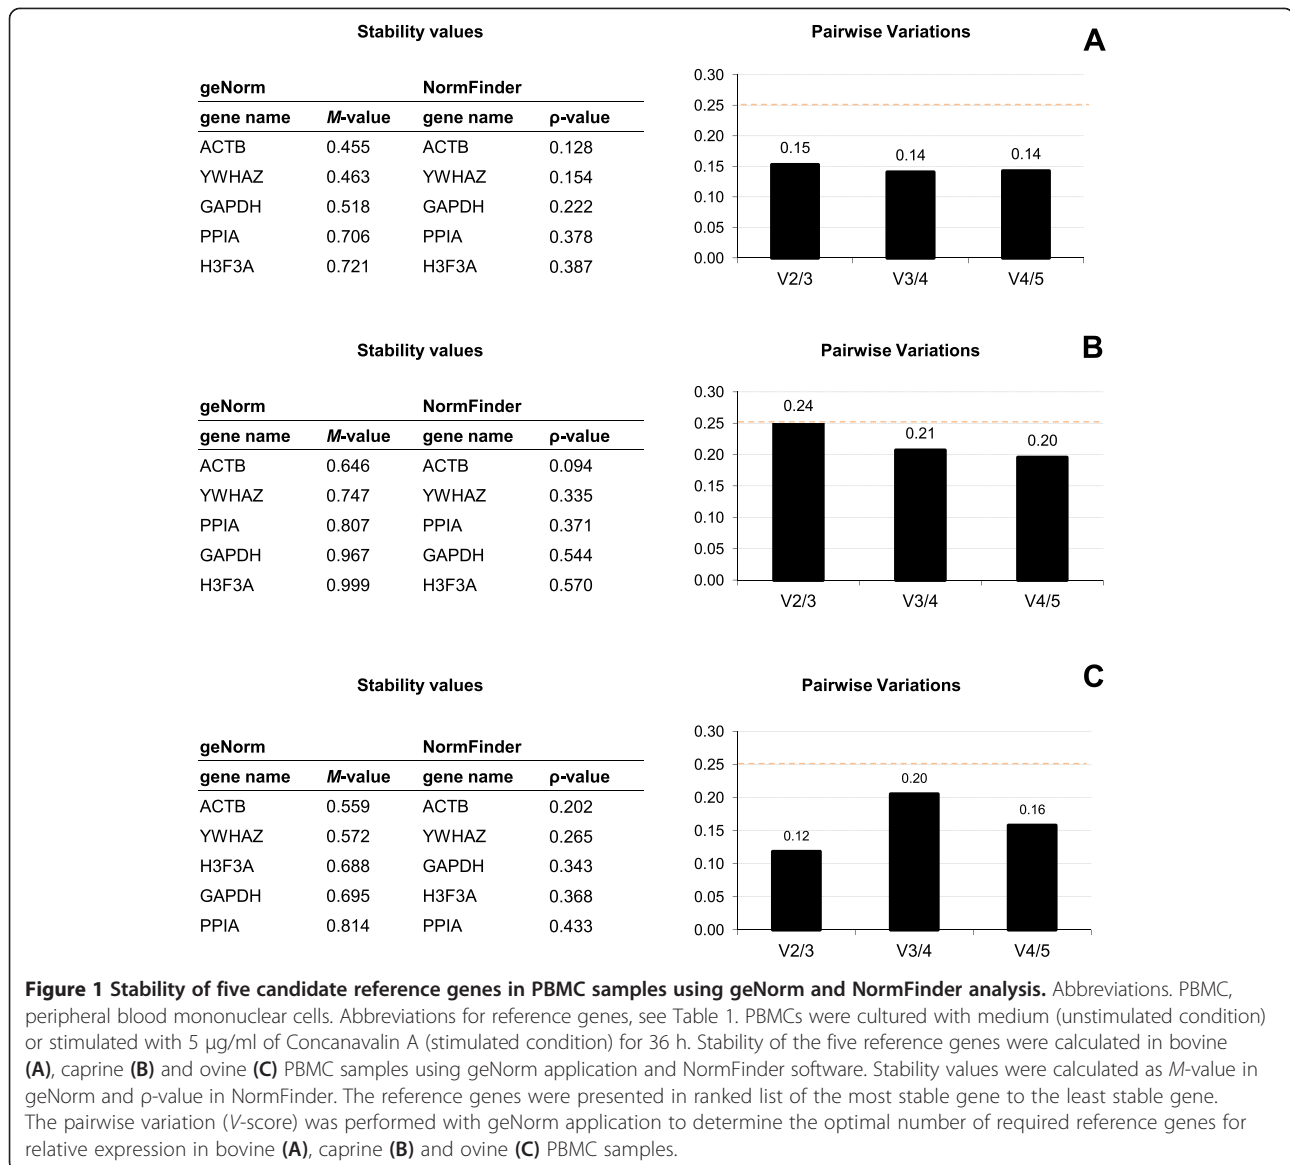 Stability values
Pairwise Variations
A
geNorm NormFinder
gene name M-value gene name ρ-value
ACTB 0.455 ACTB 0.128
YWHAZ 0.463 YWHAZ 0.154
GAPDH 0.518 GAPDH 0.222
PPIA 0.706 PPIA 0.378
H3F3A 0.721 H3F3A 0.387
0.30
0.25
0.20
0.15
0.10
0.05
0.00
0.15 0.14 0.14
V2/3 V3/4 V4/5
Stability values
Pairwise Variations
B
geNorm NormFinder
gene name M-value gene name ρ-value
ACTB 0.646 ACTB 0.094
YWHAZ 0.747 YWHAZ 0.335
PPIA 0.807 PPIA 0.371
GAPDH 0.967 GAPDH 0.544
H3F3A 0.999 H3F3A 0.570
0.30
0.25
0.20
0.15
0.10
0.05
0.00
0.24 0.21 0.20
V2/3 V3/4 V4/5
Stability values
Pairwise Variations
C
geNorm NormFinder
gene name M-value gene name ρ-value
ACTB 0.559 ACTB 0.202
YWHAZ 0.572 YWHAZ 0.265
H3F3A 0.688 GAPDH 0.343
GAPDH 0.695 H3F3A 0.368
PPIA 0.814 PPIA 0.433
0.30
0.25
0.20
0.15
0.10
0.05
0.00
0.12 0.20 0.16
V2/3 V3/4 V4/5
Figure 1 Stability of five candidate reference genes in PBMC samples using geNorm and NormFinder analysis. Abbreviations. PBMC,
peripheral blood mononuclear cells. Abbreviations for reference genes, see Table 1. PBMCs were cultured with medium (unstimulated condition)
or stimulated with 5 μg/ml of Concanavalin A (stimulated condition) for 36 h. Stability of the five reference genes were calculated in bovine
(A), caprine (B) and ovine (C) PBMC samples using geNorm application and NormFinder software. Stability values were calculated as M-value in
geNorm and ρ-value in NormFinder. The reference genes were presented in ranked list of the most stable gene to the least stable gene.
The pairwise variation (V-score) was performed with geNorm application to determine the optimal number of required reference genes for
relative expression in bovine (A), caprine (B) and ovine (C) PBMC samples.